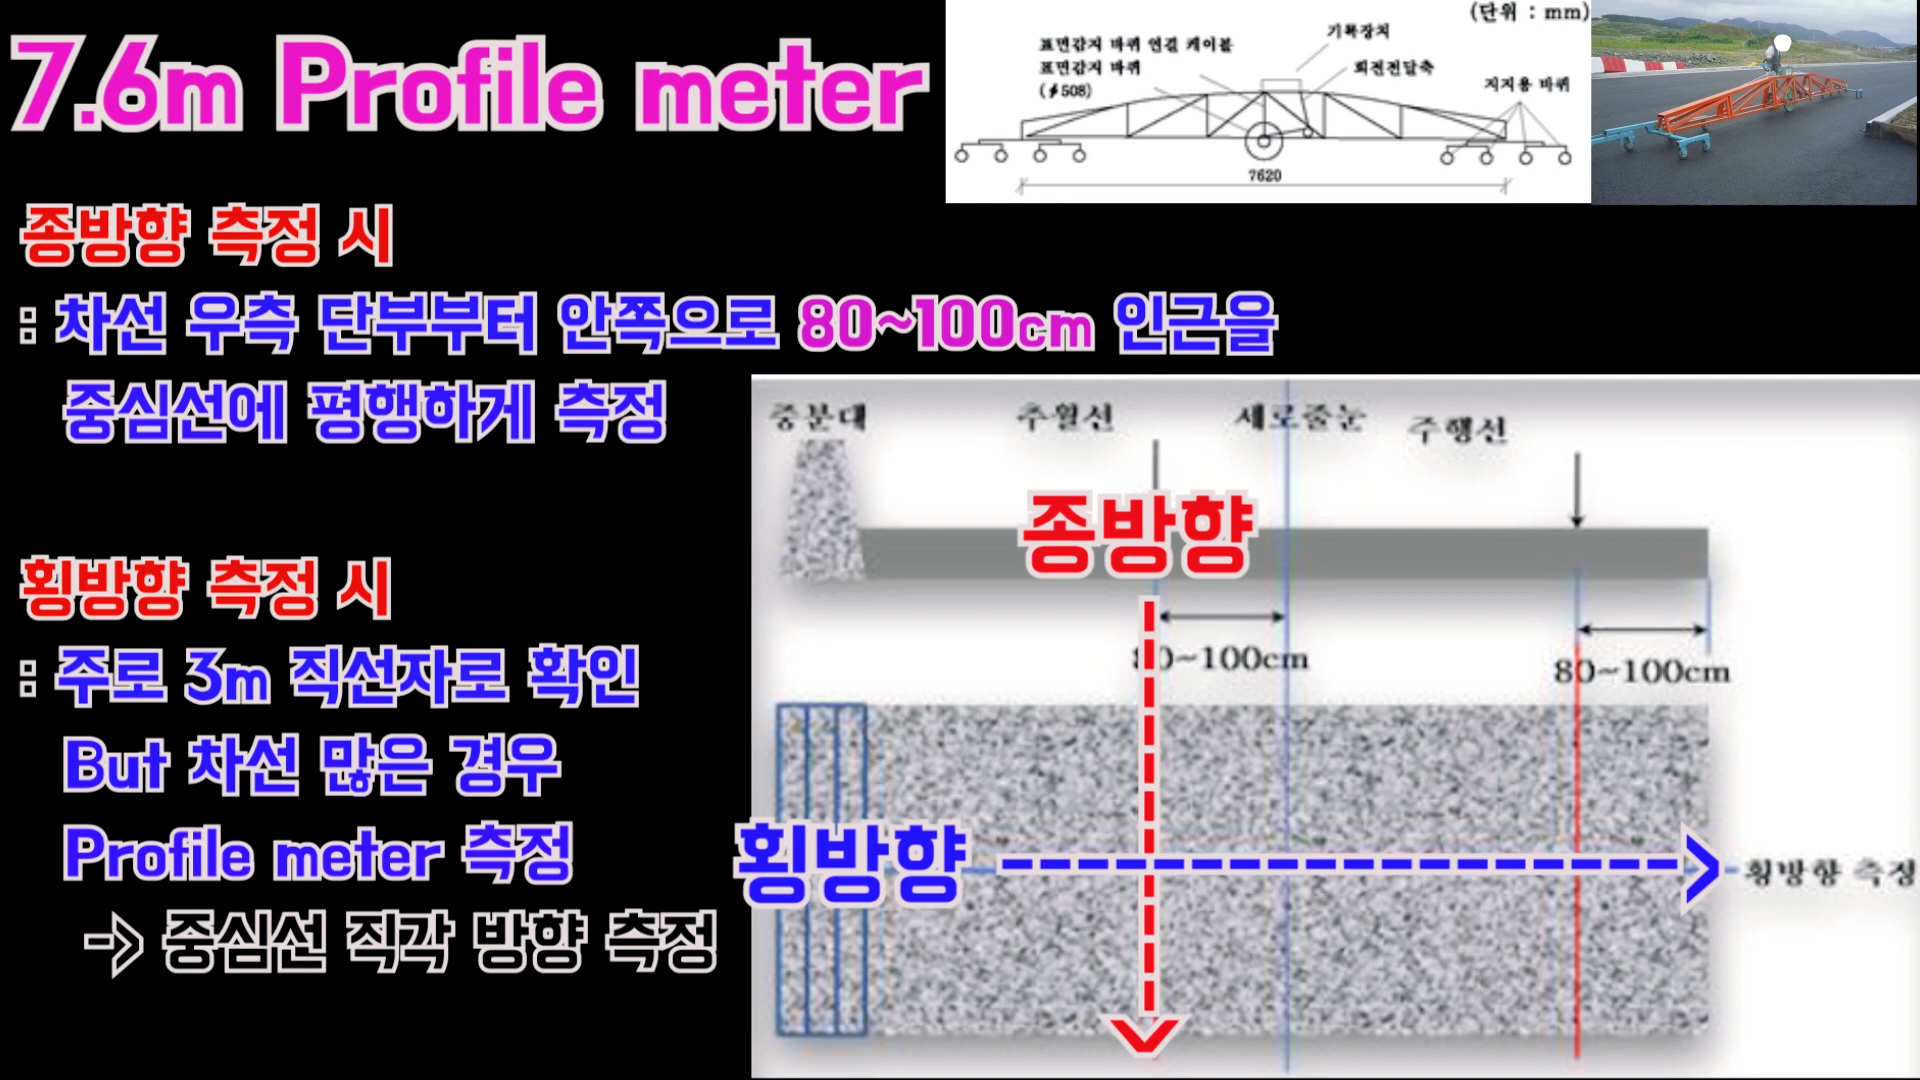 7.6m Profile meter
(단위 : mm)
표면감지 바퀴 연결 케이블
표면감지 바퀴
(∮508)
기록장치
회전전달축
지지용 바퀴
7620
종방향 측정 시
: 차선 우측 단부부터 안쪽으로 80~100cm 인근을
중심선에 평행하게 측정
횡방향 측정 시
: 주로 3m 직선자로 확인
But 차선 많은 경우
Profile meter 측정
-> 중심선 직각 방향 측정
중분대
추월선
세로줄눈
주행선
종방향
80~100cm
80~100cm
횡방향
횡방향 측정